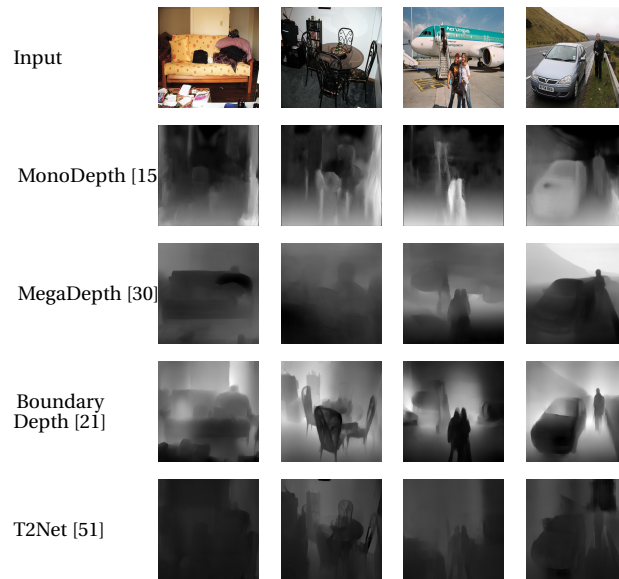 Input
MonoDepth [15
MegaDepth [30]
Boundary
Depth [21]
T2Net [51]